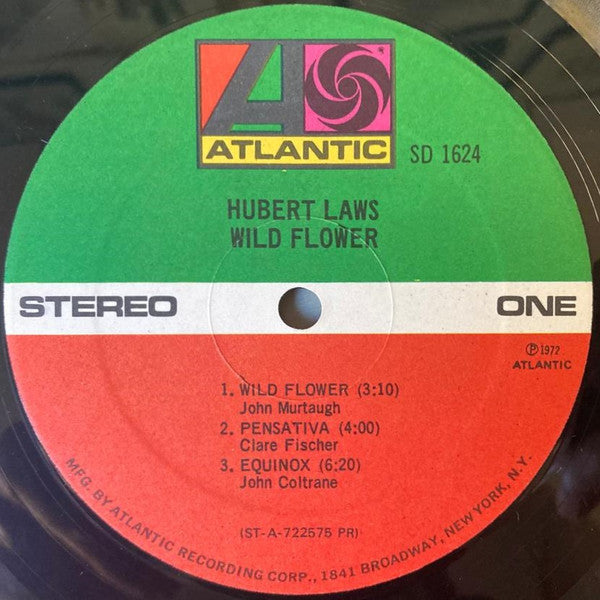 ATLANTIC
SD 1624
HUBERT LAWS
WILD FLOWER
STEREO
ONE
℗1972
ATLANTIC
1. WILD FLOWER (3:10)
John Murtaugh
2. PENSATIVA (4:00)
Clare Fischer
3. EQUINOX (6:20)
John Coltrane
(ST-A-722575 PR)
MFG. BY ATLANTIC RECORDING CORP., 1841 BROADWAY, NEW YORK, N.Y.